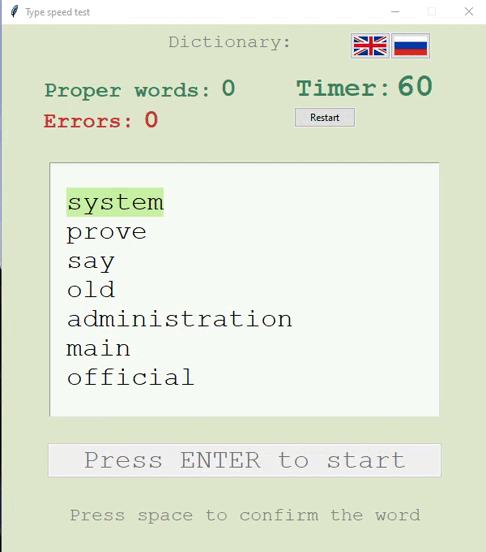 Type speed test
Dictionary:
Proper words: 0
Timer: 60
Errors: 0
Restart
system
prove
say
old
administration
main
official
Press ENTER to start
Press space to confirm the word